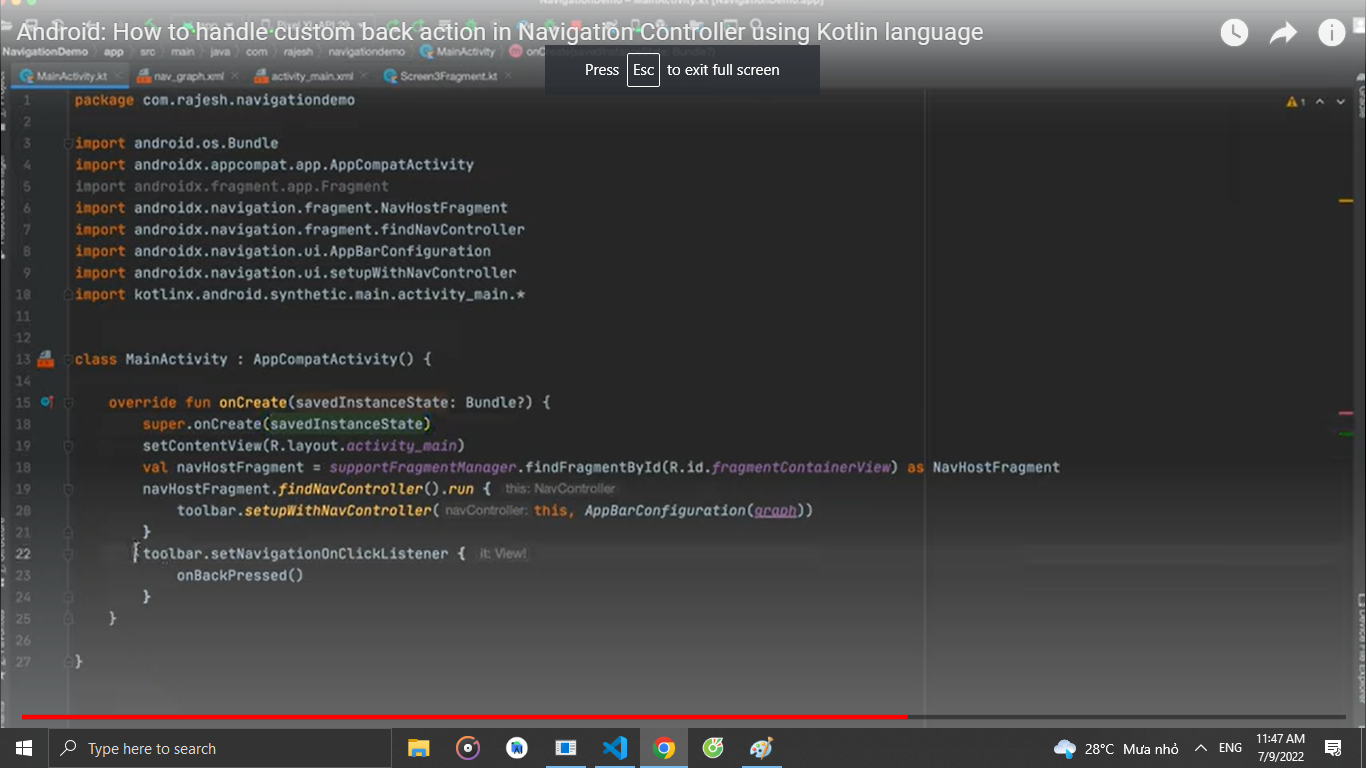 Android: How to handle custom back action in Navigation Controller using Kotlin language
NavigationDemo app src main java com rajesh navigationdemo MainActivity
Press Esc to exit full screen
MainActivity.kt nav_graph.xml activity_main.xml Screen3Fragment.kt
1 package com.rajesh.navigationdemo
1
2
3 import android.os.Bundle
4 import androidx.appcompat.app.AppCompatActivity
5 import androidx.fragment.app.Fragment
6 import androidx.navigation.fragment.NavHostFragment
7 import androidx.navigation.fragment.findNavController
8 import androidx.navigation.ui.AppBarConfiguration
9 import androidx.navigation.ui.setupWithNavController
10 import kotlinx.android.synthetic.main.activity_main.*
11
12
13 class MainActivity : AppCompatActivity() {
14
15 override fun onCreate(savedInstanceState: Bundle?) {
18 super.onCreate(savedInstanceState)
19 setContentView(R.layout.activity_main)
18 val navHostFragment = supportFragmentManager.findFragmentById(R.id.fragmentContainerView) as NavHostFragment
19 navHostFragment.findNavController().run { this: NavController
20 toolbar.setupWithNavController( navController: this, AppBarConfiguration(graph))
21 }
22 toolbar.setNavigationOnClickListener { it: View!
23 onBackPressed()
24 }
25 }
26
27 }
Type here to search
28°C Mưa nhỏ
ENG
11:47 AM
7/9/2022